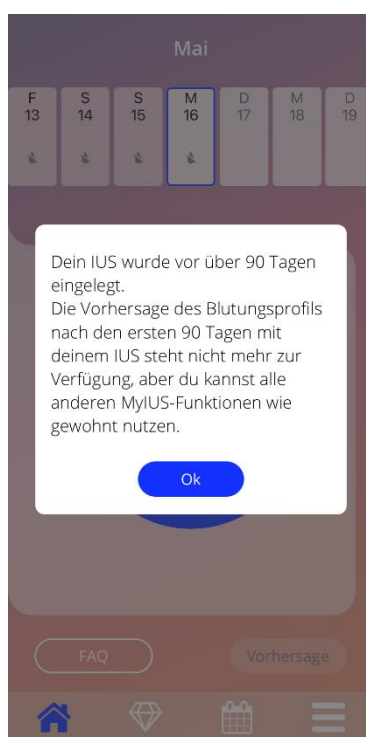 Mai
F S S M D M D
13 14 15 16 17 18 19
Dein IUS wurde vor über 90 Tagen
eingelegt.
Die Vorhersage des Blutungsprofils
nach den ersten 90 Tagen mit
deinem IUS steht nicht mehr zur
Verfügung, aber du kannst alle
anderen MyIUS-Funktionen wie
gewohnt nutzen.
Ok
FAQ Vorhersage